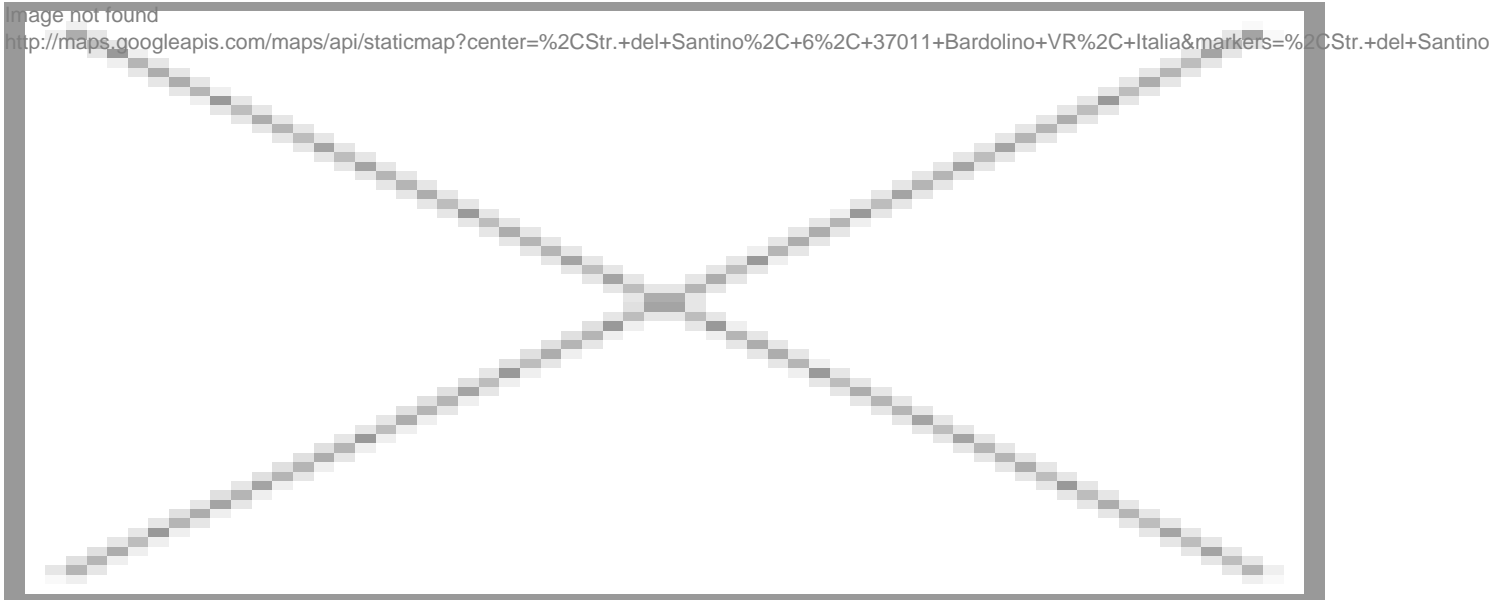 Image not found
http://maps.googleapis.com/maps/api/staticmap?center=%2CStr.+del+Santino%2C+6%2C+37011+Bardolino+VR%2C+Italia&markers=%2CStr.+del+Santino